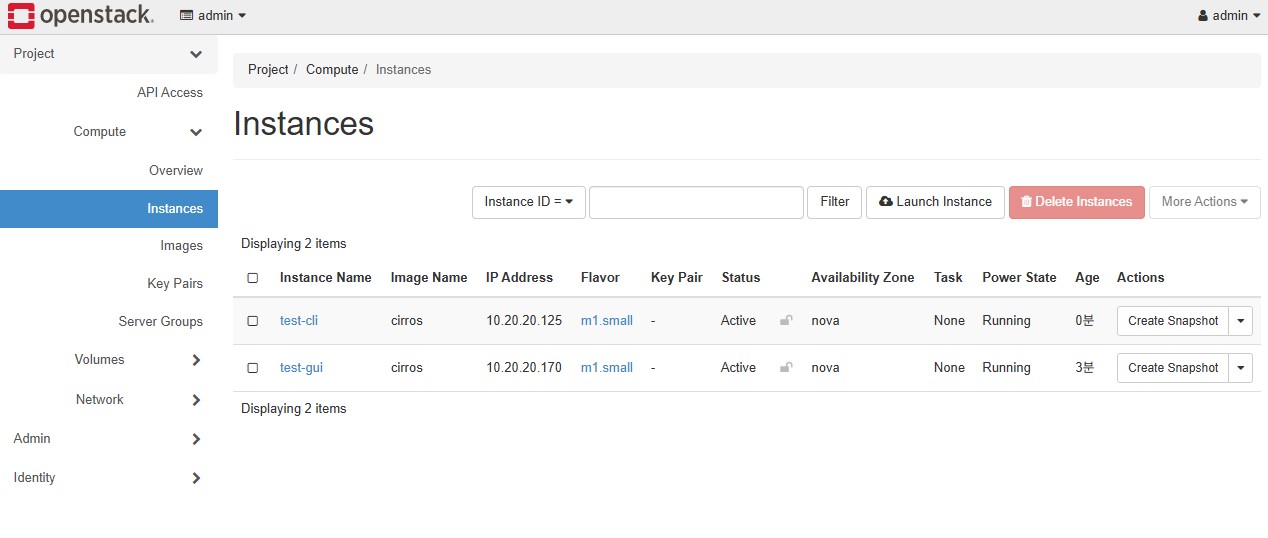 openstack. admin admin
Project
API Access
Compute
Overview
Instances
Images
Key Pairs
Server Groups
Volumes
Network
Admin
Identity
Project / Compute / Instances
Instances
Instance ID = Filter Launch Instance Delete Instances More Actions
Displaying 2 items
Instance Name Image Name IP Address Flavor Key Pair Status Availability Zone Task Power State Age Actions
test-cli cirros 10.20.20.125 m1.small - Active nova None Running 0분 Create Snapshot
test-gui cirros 10.20.20.170 m1.small - Active nova None Running 3분 Create Snapshot
Displaying 2 items